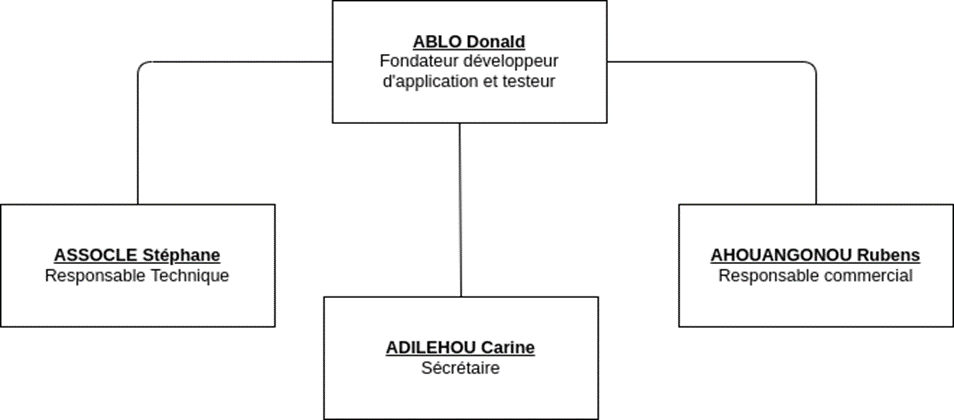 ABLO Donald
Fondateur développeur
d'application et testeur
ASSOCLE Stéphane
Responsable Technique
AHOUANGONOU Rubens
Responsable commercial
ADILEHOU Carine
Sécrétaire